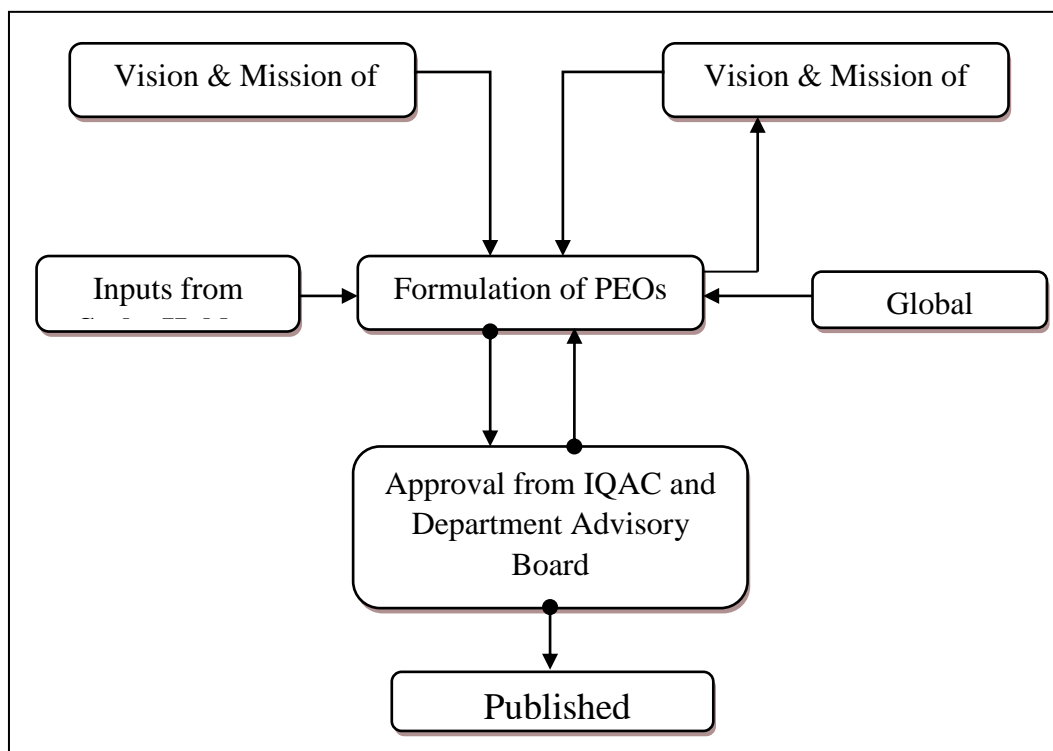 Vision & Mission of
Vision & Mission of
Inputs from
Formulation of PEOs
Global
Approval from IQAC and
Department Advisory
Board
Published